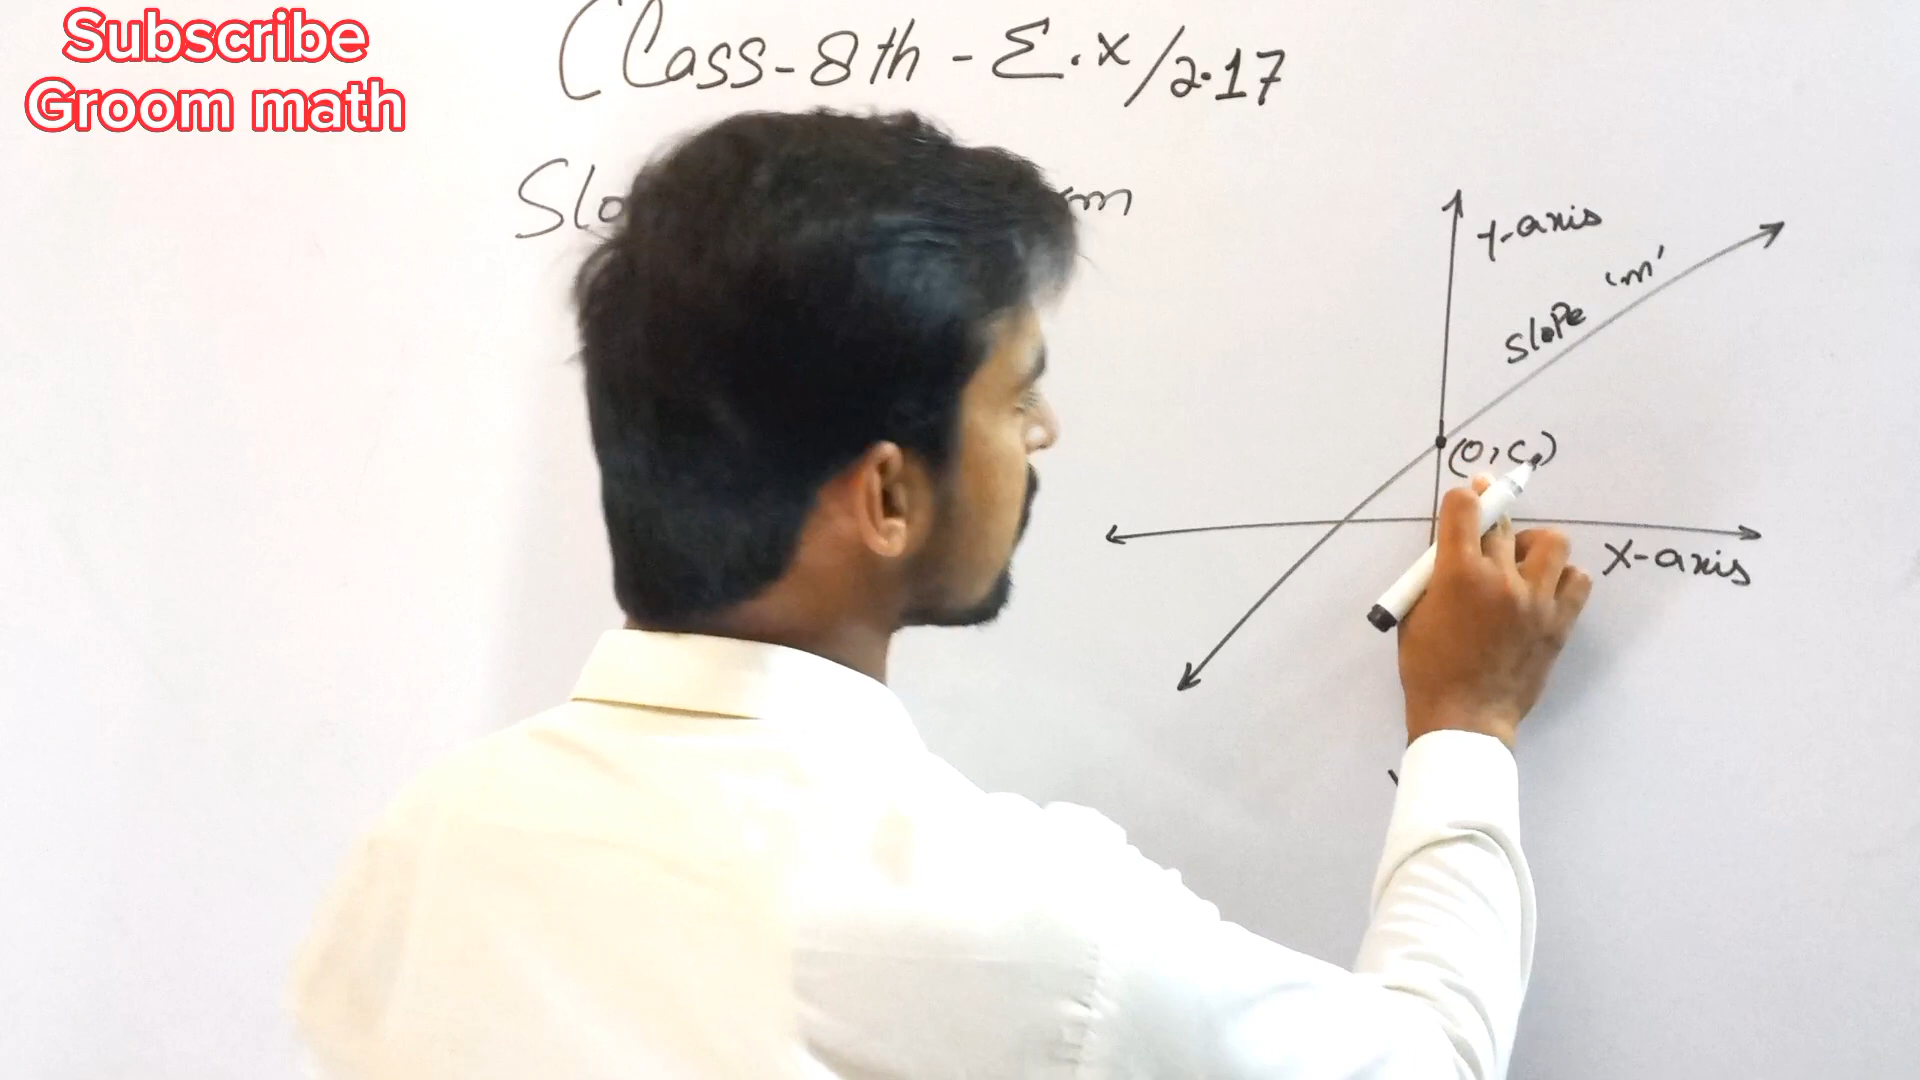 Subscribe
Groom math
Class-8th - Ex/2.17
Y-axis
Slope 'm'
(0, c)
X-axis